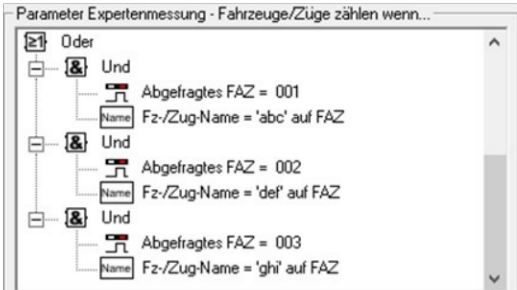 Parameter Expertenmessung - Fahrzeuge/Züge zählen wenn...
≥1 Oder
& Und
Abgefragtes FAZ = 001
Name Fz-/Zug-Name = 'abc' auf FAZ
& Und
Abgefragtes FAZ = 002
Name Fz-/Zug-Name = 'def' auf FAZ
& Und
Abgefragtes FAZ = 003
Name Fz-/Zug-Name = 'ghi' auf FAZ